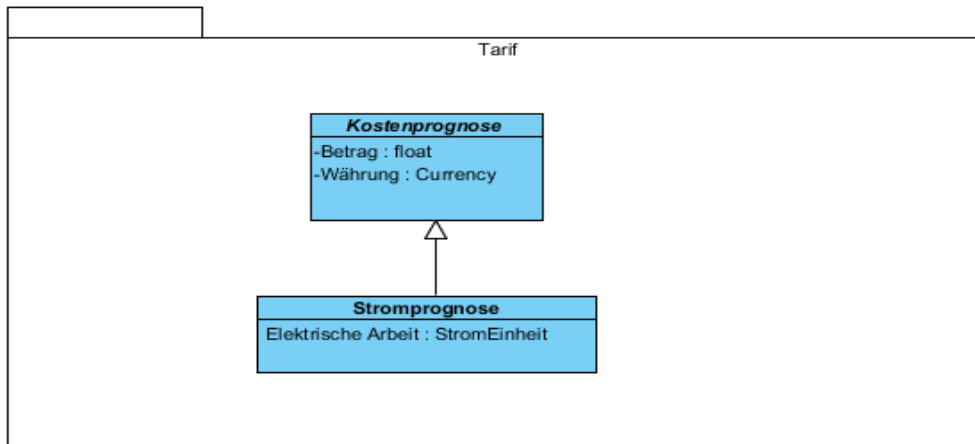 Tarif
Kostenprognose
-Betrag : float
-Währung : Currency
Stromprognose
Elektrische Arbeit : StromEinheit